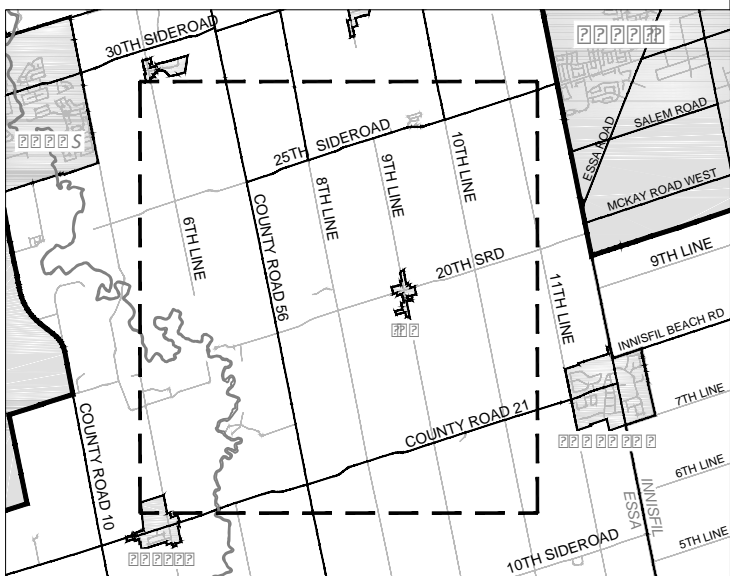 30TH SIDEROAD
25TH SIDEROAD
10TH LINE
9TH LINE
8TH LINE
6TH LINE
COUNTY ROAD 56
20TH SRD
11TH LINE
ESSA ROAD
SALEM ROAD
MCKAY ROAD WEST
9TH LINE
INNISFIL BEACH RD
7TH LINE
COUNTY ROAD 21
COUNTY ROAD 10
6TH LINE
INNISFIL
ESSA
5TH LINE
10TH SIDEROAD